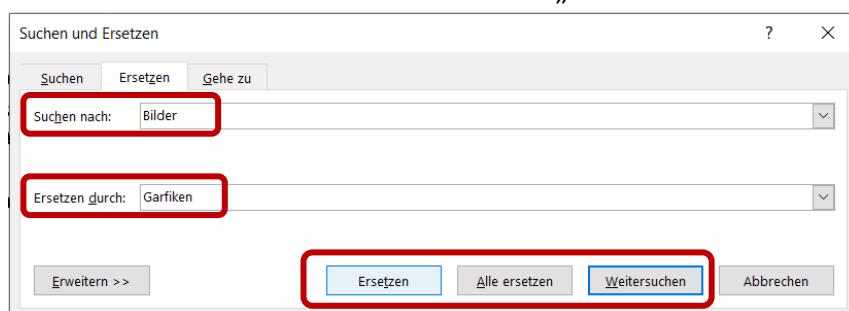 „
Suchen und Ersetzen ?
Suchen Ersetzen Gehe zu
Suchen nach: Bilder
Ersetzen durch: Garfiken
Erweitern >> Ersetzen Alle ersetzen Weitersuchen Abbrechen